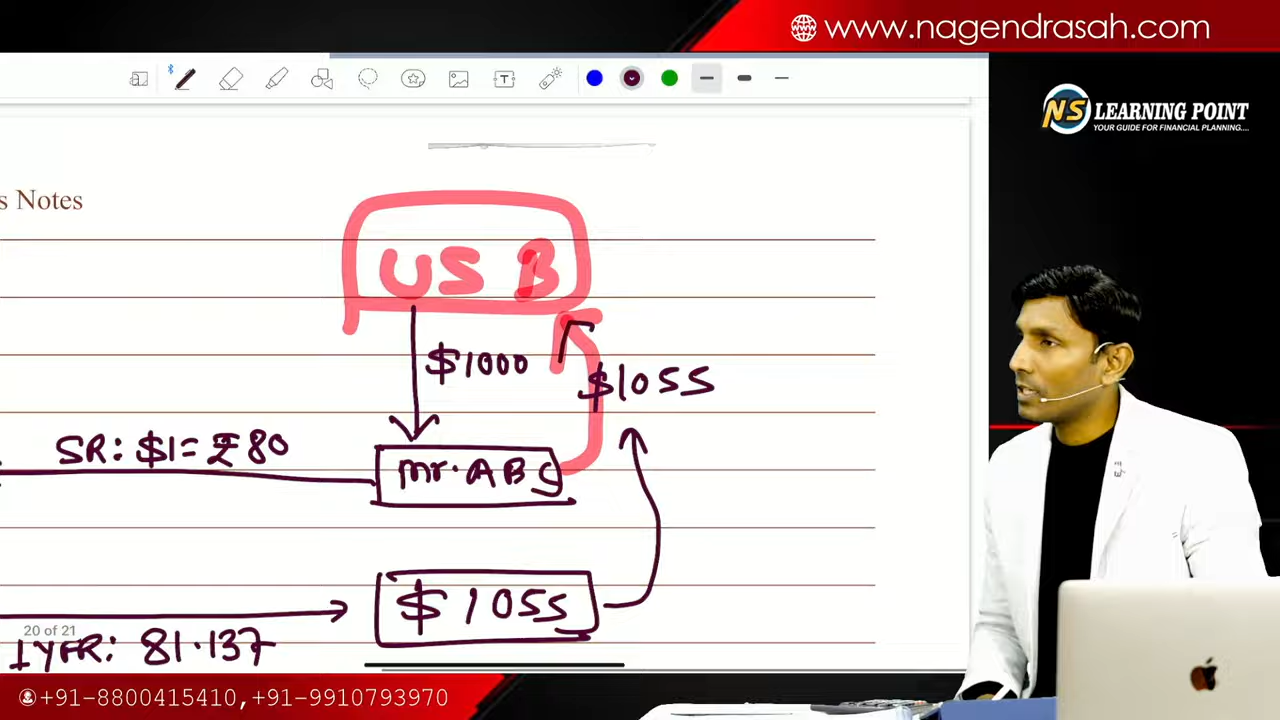 www.nagendrasah.com
NS LEARNING POINT
YOUR GUIDE FOR FINANCIAL PLANNING....
s Notes
US B
$1000
$1055
SR: $1= ₹80
Mr. ABC
$1055
20 of 21
1YFR: 81.137
+91-8800415410,+91-9910793970